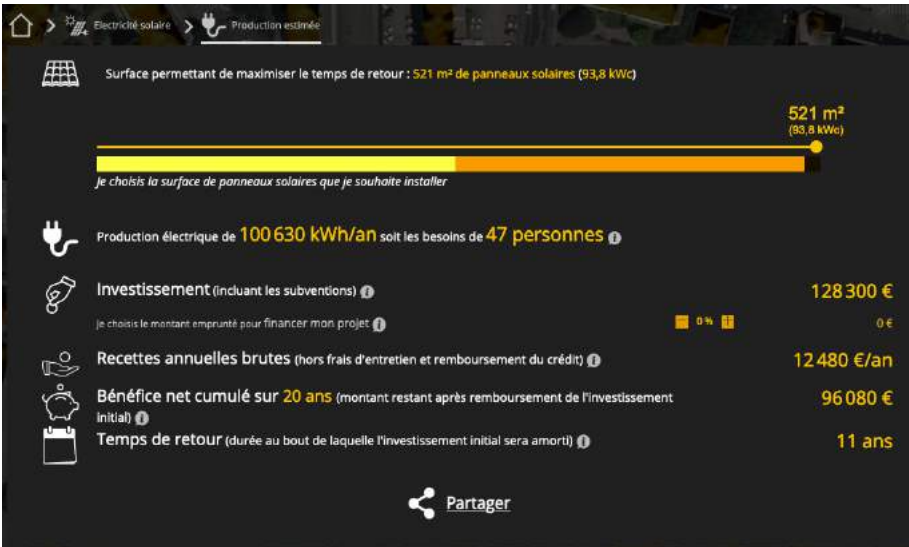 Electricité solaire
Production estimée
Surface permettant de maximiser le temps de retour : 521 m² de panneaux solaires (93,8 kWc)
521 m²
(93,8 kWc)
Je choisis la surface de panneaux solaires que je souhaite installer
Production électrique de 100 630 kWh/an soit les besoins de 47 personnes
Investissement (incluant les subventions)
128 300 €
Je choisis le montant emprunté pour financer mon projet
0 %
0 €
Recettes annuelles brutes (hors frais d'entretien et remboursement du crédit)
12 480 €/an
Bénéfice net cumulé sur 20 ans (montant restant après remboursement de l'investissement
initial)
96 080 €
Temps de retour (durée au bout de laquelle l'investissement initial sera amorti)
11 ans
Partager